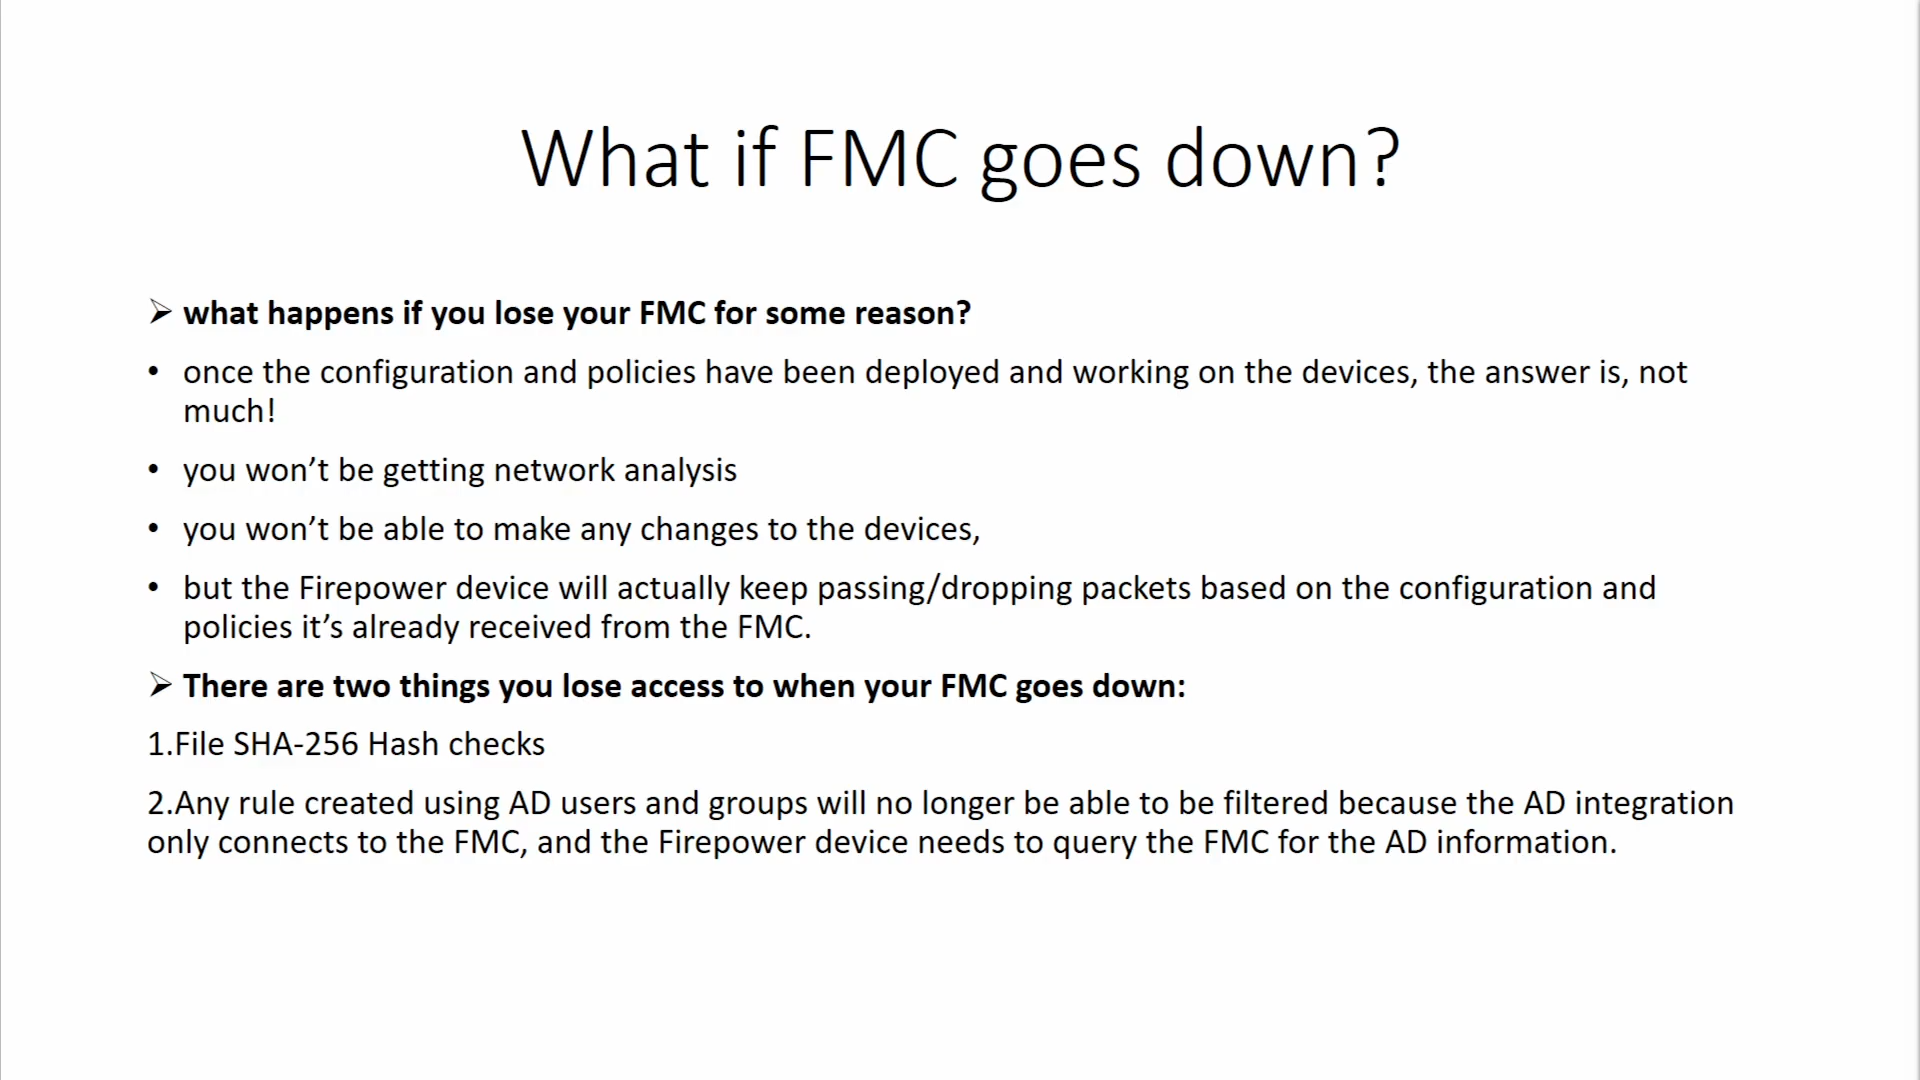 What if FMC goes down?
➢ what happens if you lose your FMC for some reason?
• once the configuration and policies have been deployed and working on the devices, the answer is, not
much!
• you won’t be getting network analysis
• you won’t be able to make any changes to the devices,
• but the Firepower device will actually keep passing/dropping packets based on the configuration and
policies it’s already received from the FMC.
➢ There are two things you lose access to when your FMC goes down:
1.File SHA-256 Hash checks
2.Any rule created using AD users and groups will no longer be able to be filtered because the AD integration
only connects to the FMC, and the Firepower device needs to query the FMC for the AD information.